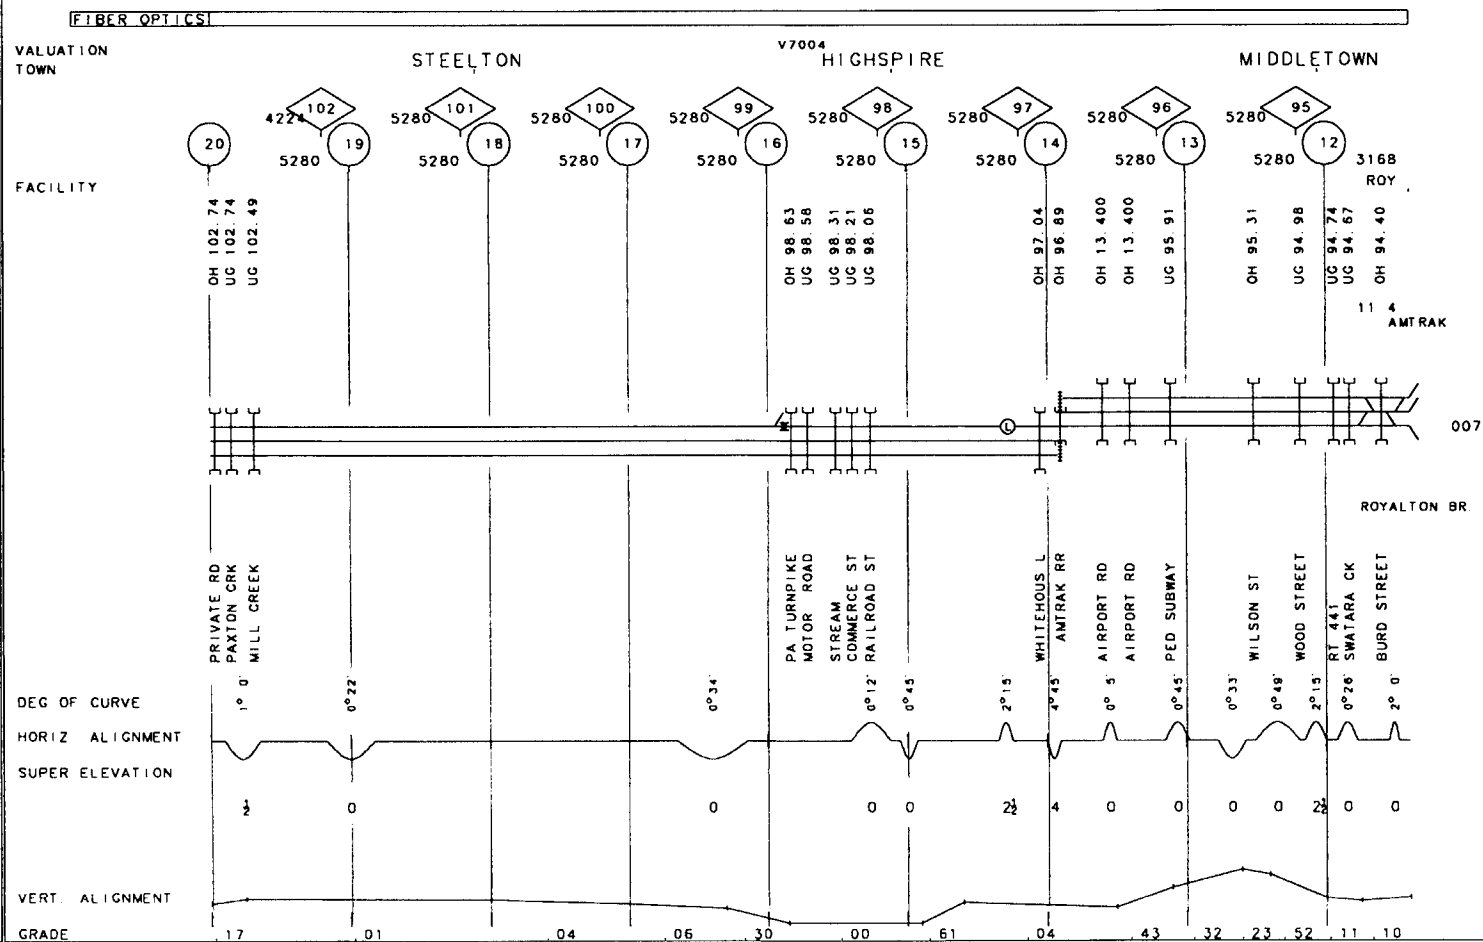 FIBER OPTICS
VALUATION V7004
TOWN STEELTON HIGHSPIRE MIDDLETOWN
102 101 100 99 98 97 96 95
4224 5280 5280 5280 5280 5280 5280 5280
20 19 18 17 16 15 14 13 12
5280 5280 5280 5280 5280 5280 5280 5280 3168
FACILITY ROY
OH 102.74
UG 102.74
UG 102.49
OH 98.63
UG 98.58
UG 98.31
UG 98.21
UG 98.06
OH 97.04
OH 96.89
OH 13.400
OH 13.400
UG 95.91
OH 95.31
UG 94.98
UG 94.74
UG 94.67
OH 94.40
11 4
AMTRAK
L
007
ROYALTON BR
PRIVATE RD
PAXTON CRK
MILL CREEK
PA TURNPIKE
MOTOR ROAD
STREAM
COMMERCE ST
RAILROAD ST
WHITEHOUS L
AMTRAK RR
AIRPORT RD
AIRPORT RD
PED SUBWAY
WILSON ST
WOOD STREET
RT 441
SWATARA CK
BURD STREET
DEG OF CURVE 1° 0' 0°22' 0°34' 0°12' 0°45' 2°15' 4°45' 0° 5' 0°45' 0°33' 0°49' 2°15' 0°26' 2° 0'
HORIZ ALIGNMENT
SUPER ELEVATION
½ 0 0 0 0 2½ 4 0 0 0 0 2½ 0 0
VERT. ALIGNMENT
GRADE .17 .01 .04 .06 .30 .00 .61 .04 .43 .32 .23 .52 .11 .10